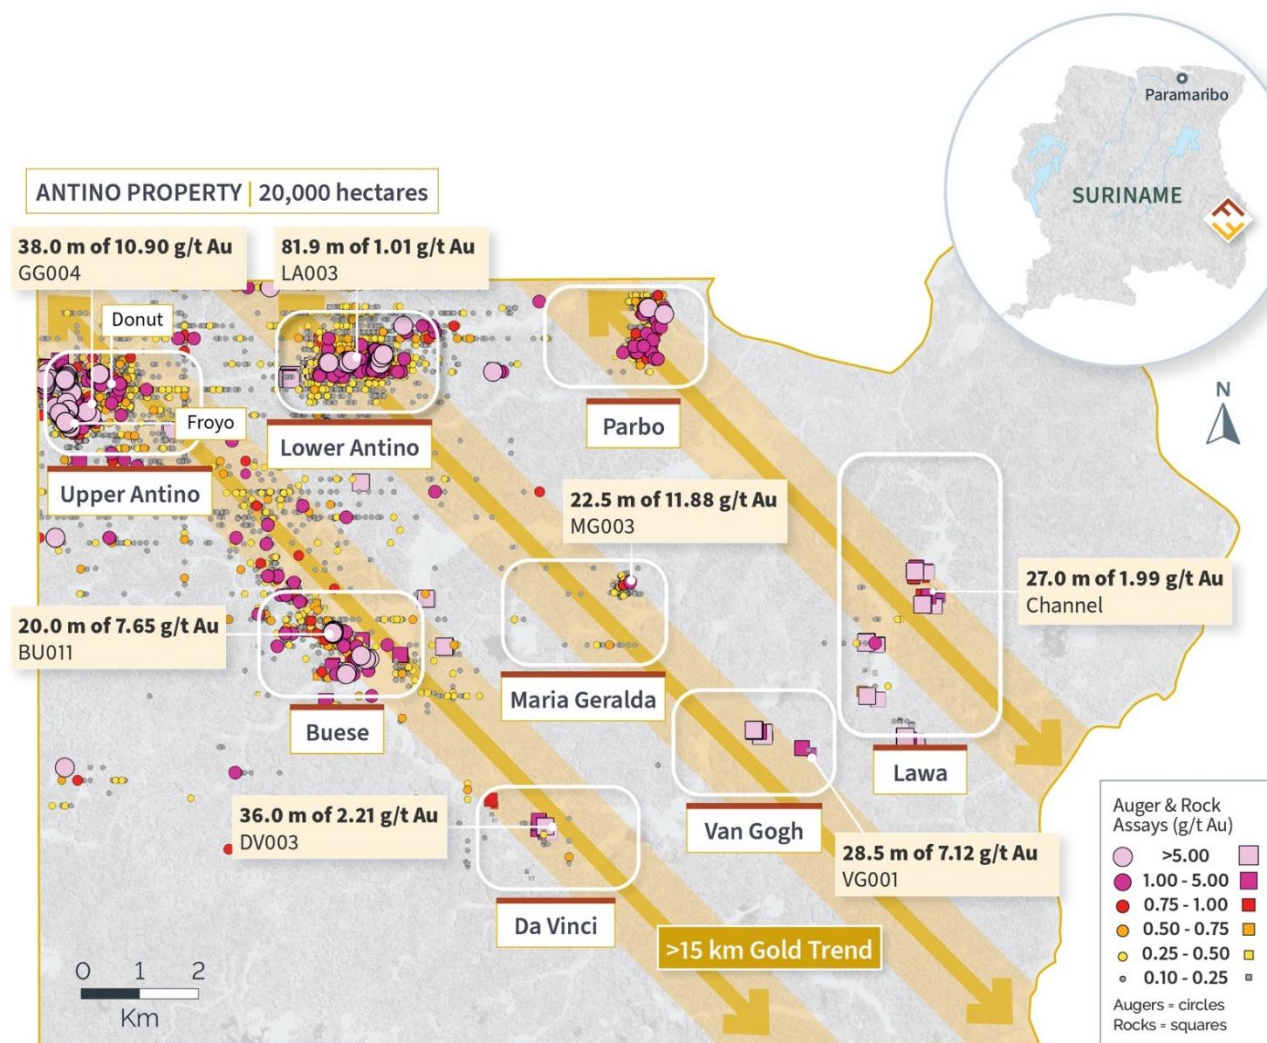 Paramaribo
SURINAME
ANTINO PROPERTY | 20,000 hectares
38.0 m of 10.90 g/t Au
GG004
81.9 m of 1.01 g/t Au
LA003
Donut
Froyo
Upper Antino
Lower Antino
Parbo
N
22.5 m of 11.88 g/t Au
MG003
27.0 m of 1.99 g/t Au
Channel
20.0 m of 7.65 g/t Au
BU011
Buese
Maria Geralda
Lawa
36.0 m of 2.21 g/t Au
DV003
Van Gogh
28.5 m of 7.12 g/t Au
VG001
Da Vinci
>15 km Gold Trend
0 1 2
Km
Auger & Rock
Assays (g/t Au)
>5.00
1.00 - 5.00
0.75 - 1.00
0.50 - 0.75
0.25 - 0.50
0.10 - 0.25
Augers = circles
Rocks = squares